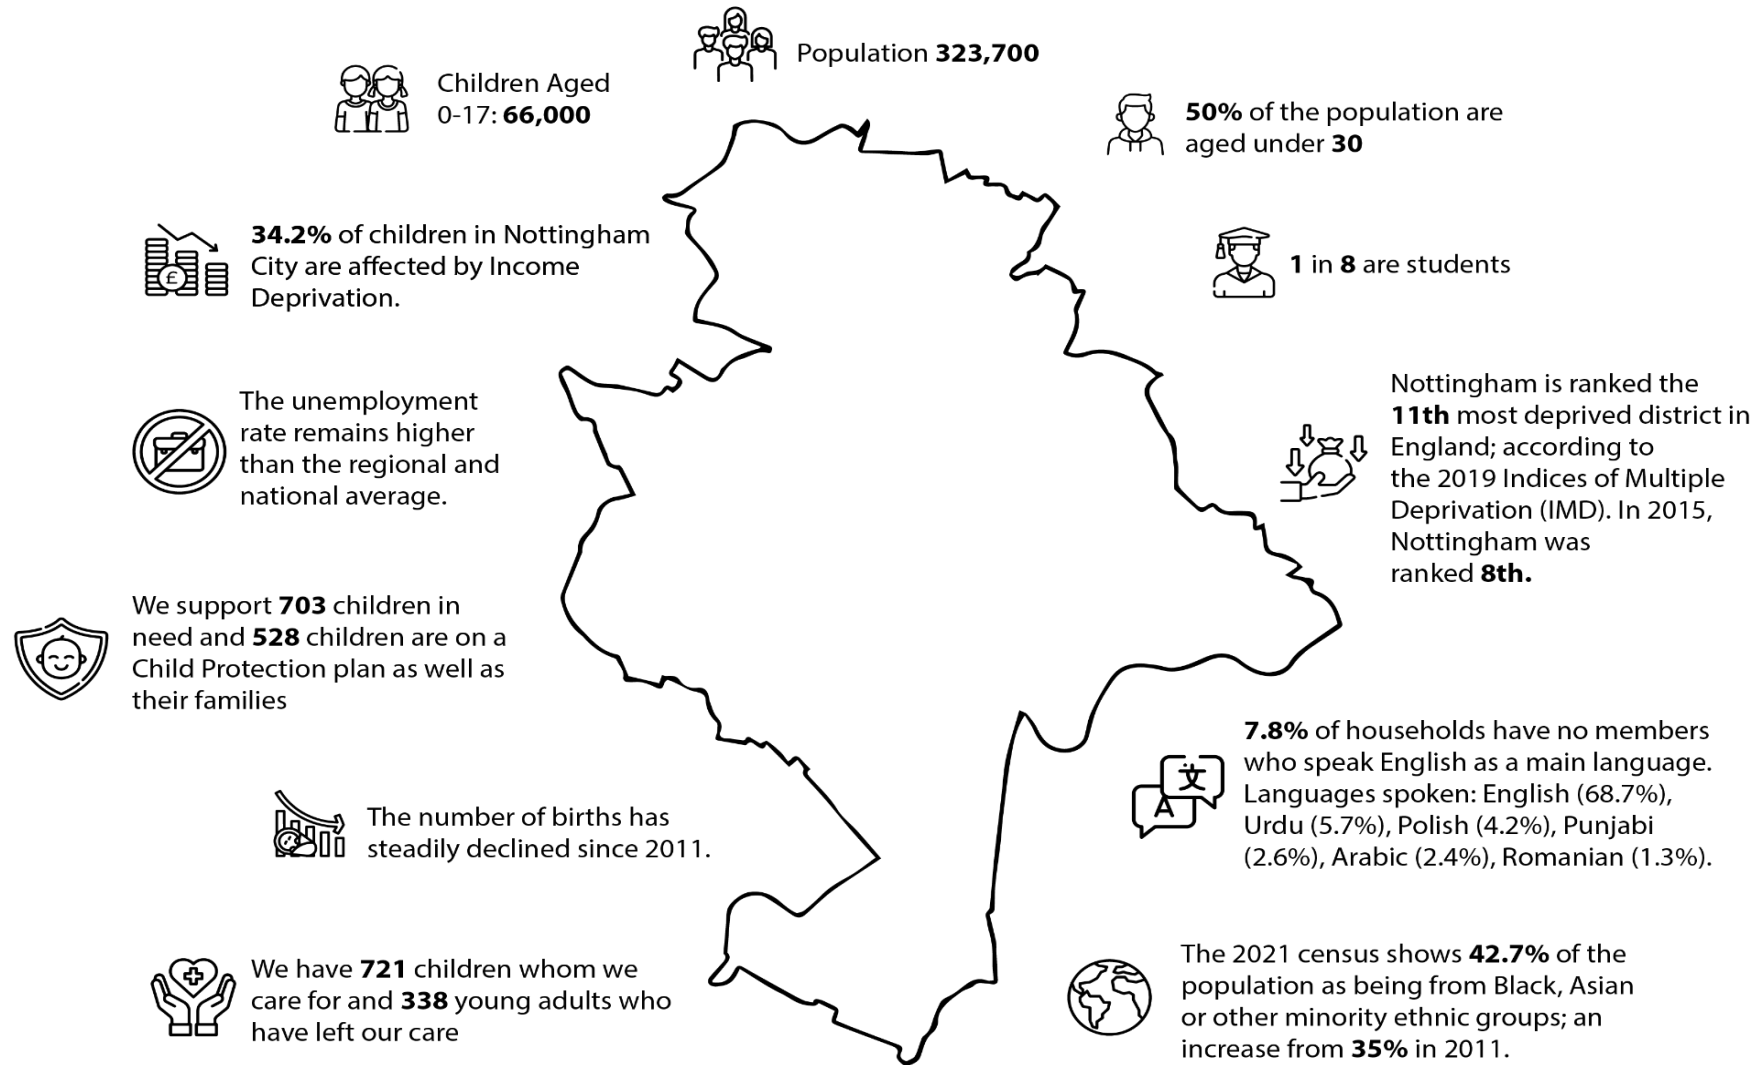 Population 323,700
Children Aged
0-17: 66,000
50% of the population are
aged under 30
34.2% of children in Nottingham
City are affected by Income
Deprivation.
£
1 in 8 are students
The unemployment
rate remains higher
than the regional and
national average.
Nottingham is ranked the
11th most deprived district in
England; according to
the 2019 Indices of Multiple
Deprivation (IMD). In 2015,
Nottingham was
ranked 8th.
We support 703 children in
need and 528 children are on a
Child Protection plan as well as
their families
7.8% of households have no members
who speak English as a main language.
Languages spoken: English (68.7%),
Urdu (5.7%), Polish (4.2%), Punjabi
(2.6%), Arabic (2.4%), Romanian (1.3%).
文
A
The number of births has
steadily declined since 2011.
We have 721 children whom we
care for and 338 young adults who
have left our care
The 2021 census shows 42.7% of the
population as being from Black, Asian
or other minority ethnic groups; an
increase from 35% in 2011.